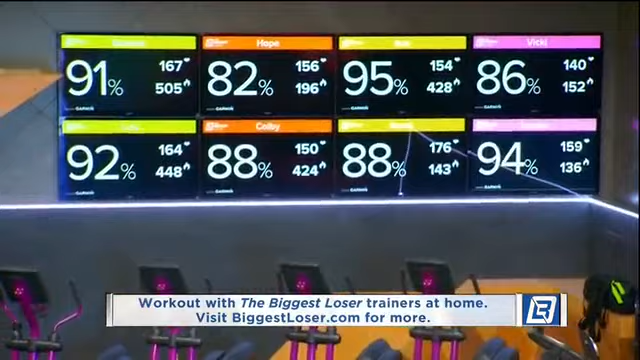 Hope
Vicki
91% 167 505
82% 156 196
95% 154 428
86% 140 152
Colby
92% 164 448
88% 150 424
88% 176 143
94% 159 136
Workout with The Biggest Loser trainers at home.
Visit BiggestLoser.com for more.